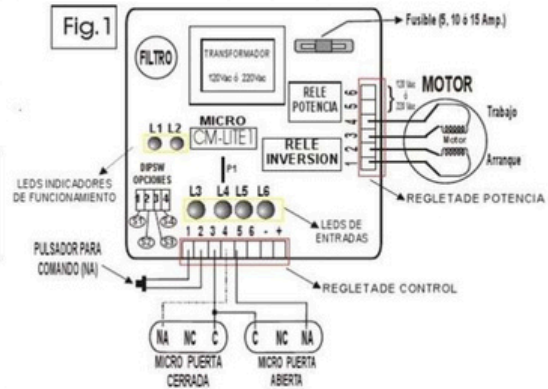 Fig.1
Fusible (5, 10 ó 15 Amp.)
FILTRO
TRANSFORMADOR
120Vac ó 220Vac
RELE
POTENCIA
6
5
4
3
2
1
120 Vac
ó
220 Vac
MOTOR
Trabajo
Motor
Arranque
L1 L2
MICRO
CM-LITE1
RELE
INVERSION
P1
LEDS INDICADORES
DE FUNCIONAMIENTO
DIPSW
OPCIONES
1 2 3 4
S1
S4
S2
S3
L3 L4 L5 L6
REGLETADE POTENCIA
LEDS DE
ENTRADAS
1 2 3 4 5 6 - +
PULSADOR PARA
COMANDO (NA)
REGLETADE CONTROL
NA NC C
C NC NA
MICRO PUERTA
CERRADA
MICRO PUERTA
ABIERTA